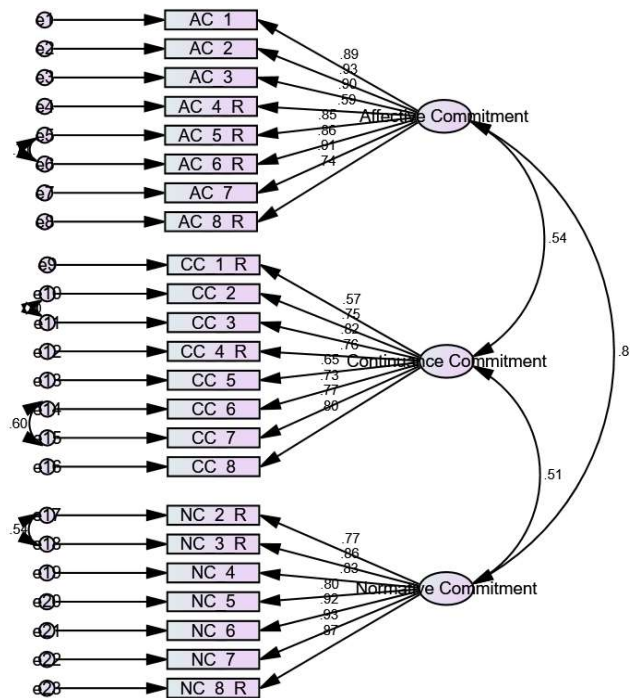 e1
AC 1
e2
AC 2
.89
e3
AC 3
.93
.90
e4
AC 4 R
.59
e5
AC 5 R
.85
Affective Commitment
.86
e6
AC 6 R
.91
e7
AC 7
.74
e8
AC 8 R
.54
e9
CC 1 R
e10
CC 2
.57
e11
CC 3
.75
.82
e12
CC 4 R
.76
Continuance Commitment
.65
e13
CC 5
.73
e14
CC 6
.77
.60
e15
CC 7
.80
e16
CC 8
.51
e17
NC 2 R
.54
e18
NC 3 R
.77
.86
e19
NC 4
.83
e20
NC 5
.80
Normative Commitment
.92
e21
NC 6
.93
e22
NC 7
.87
e23
NC 8 R